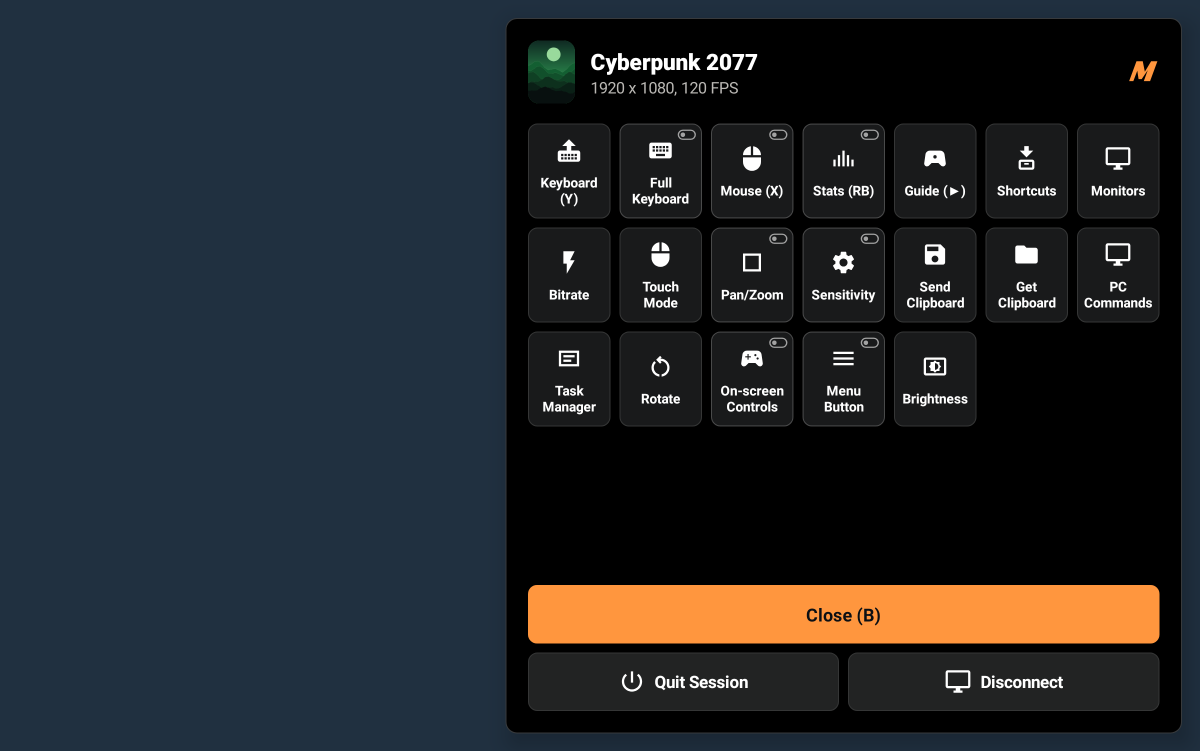 Cyberpunk 2077
1920 x 1080, 120 FPS
M
Keyboard
(Y)
Full
Keyboard
Mouse (X)
Stats (RB)
Guide (►)
Shortcuts
Monitors
Bitrate
Touch
Mode
Pan/Zoom
Sensitivity
Send
Clipboard
Get
Clipboard
PC
Commands
Task
Manager
Rotate
On-screen
Controls
Menu
Button
Brightness
Close (B)
Quit Session
Disconnect